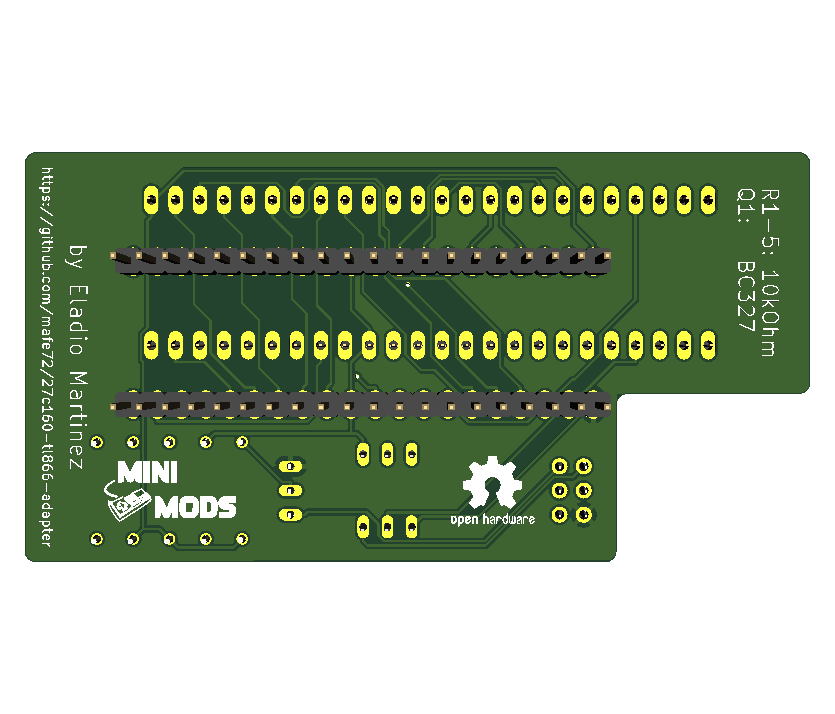 https://github.com/mafe72/27c160-tl866-adapter
by Eladio Martinez
R1-5: 10kOhm
Q1: BC327
MINI
MODS
open hardware